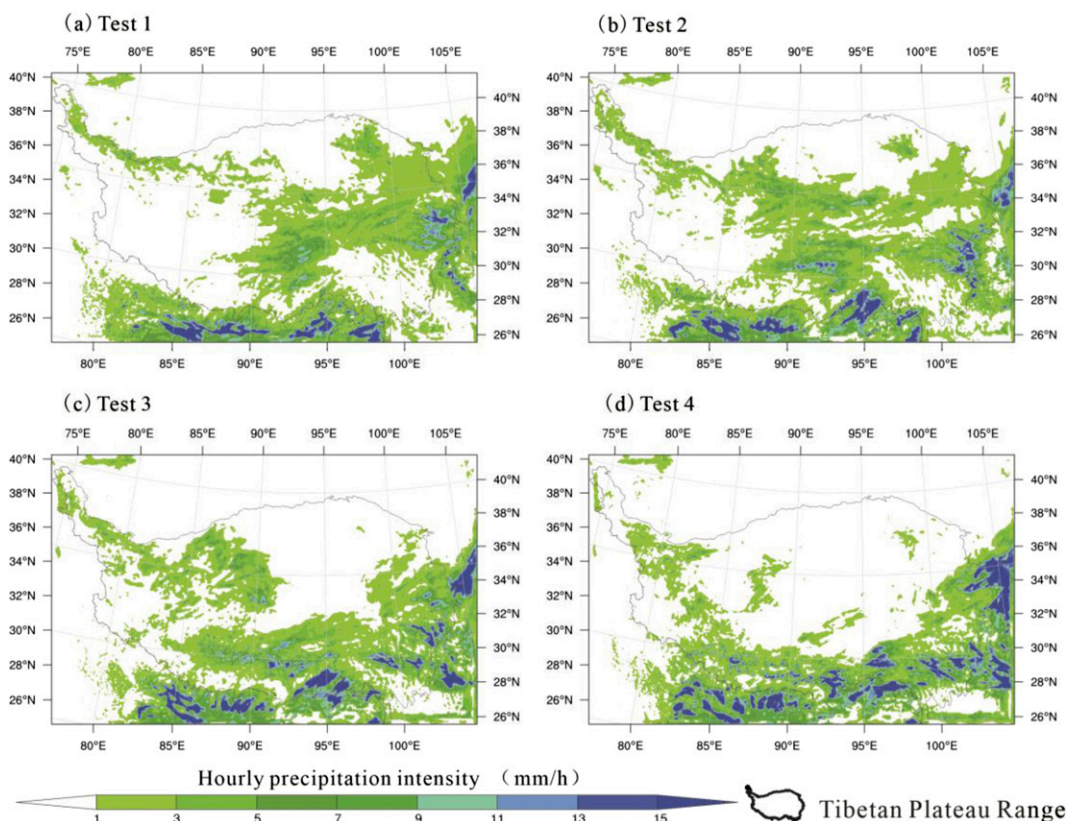 (a) Test 1
(b) Test 2
75°E 80°E 85°E 90°E 95°E 100°E 105°E
75°E 80°E 85°E 90°E 95°E 100°E 105°E
40°N 38°N 36°N 34°N 32°N 30°N 28°N 26°N
40°N 38°N 36°N 34°N 32°N 30°N 28°N 26°N
40°N 38°N 36°N 34°N 32°N 30°N 28°N 26°N
40°N 38°N 36°N 34°N 32°N 30°N 28°N 26°N
80°E 85°E 90°E 95°E 100°E
80°E 85°E 90°E 95°E 100°E
(c) Test 3
(d) Test 4
75°E 80°E 85°E 90°E 95°E 100°E 105°E
75°E 80°E 85°E 90°E 95°E 100°E 105°E
40°N 38°N 36°N 34°N 32°N 30°N 28°N 26°N
40°N 38°N 36°N 34°N 32°N 30°N 28°N 26°N
40°N 38°N 36°N 34°N 32°N 30°N 28°N 26°N
40°N 38°N 36°N 34°N 32°N 30°N 28°N 26°N
80°E 85°E 90°E 95°E 100°E
80°E 85°E 90°E 95°E 100°E
Hourly precipitation intensity (mm/h)
1 3 5 7 9 11 13 15
Tibetan Plateau Range